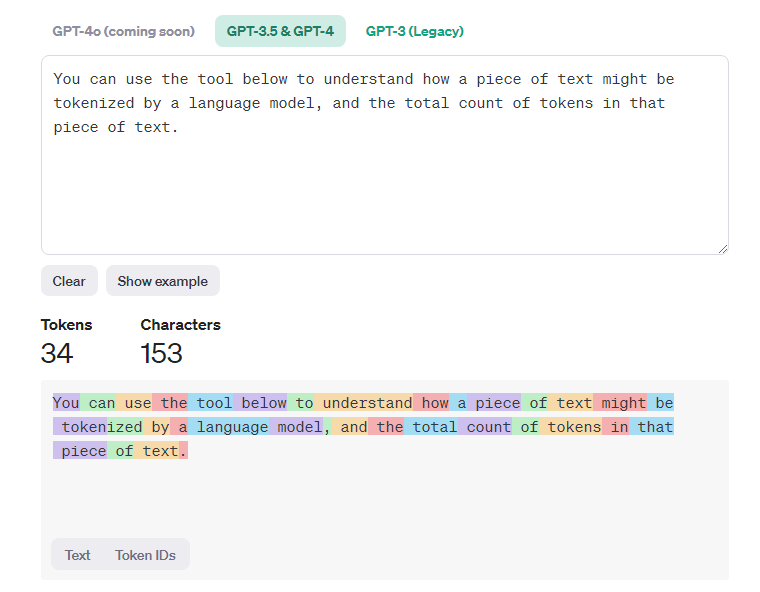 GPT-4o (coming soon) GPT-3.5 & GPT-4 GPT-3 (Legacy)
You can use the tool below to understand how a piece of text might be
tokenized by a language model, and the total count of tokens in that
piece of text.
Clear Show example
Tokens Characters
34 153
You can use the tool below to understand how a piece of text might be
tokenized by a language model, and the total count of tokens in that
piece of text.
Text Token IDs